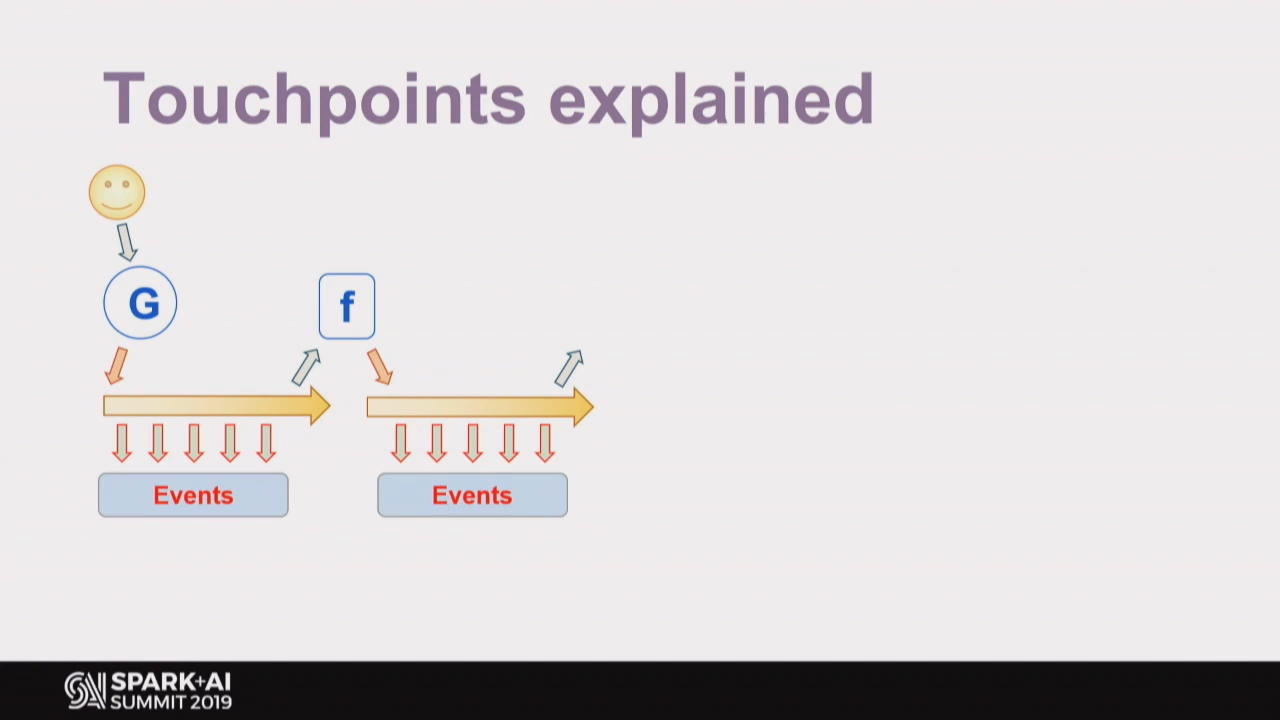 Touchpoints explained
G
f
Events
Events
SPARK+AI
SUMMIT 2019